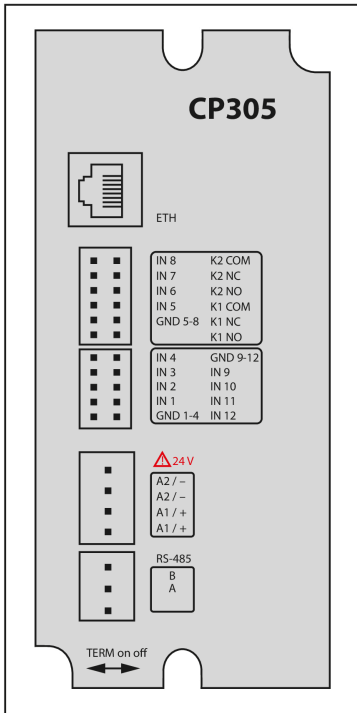 CP305
ETH
IN 8 K2 COM
IN 7 K2 NC
IN 6 K2 NO
IN 5 K1 COM
GND 5-8 K1 NC
K1 NO
IN 4 GND 9-12
IN 3 IN 9
IN 2 IN 10
IN 1 IN 11
GND 1-4 IN 12
24 V
A2 / –
A2 / –
A1 / +
A1 / +
RS-485
B
A
TERM on off